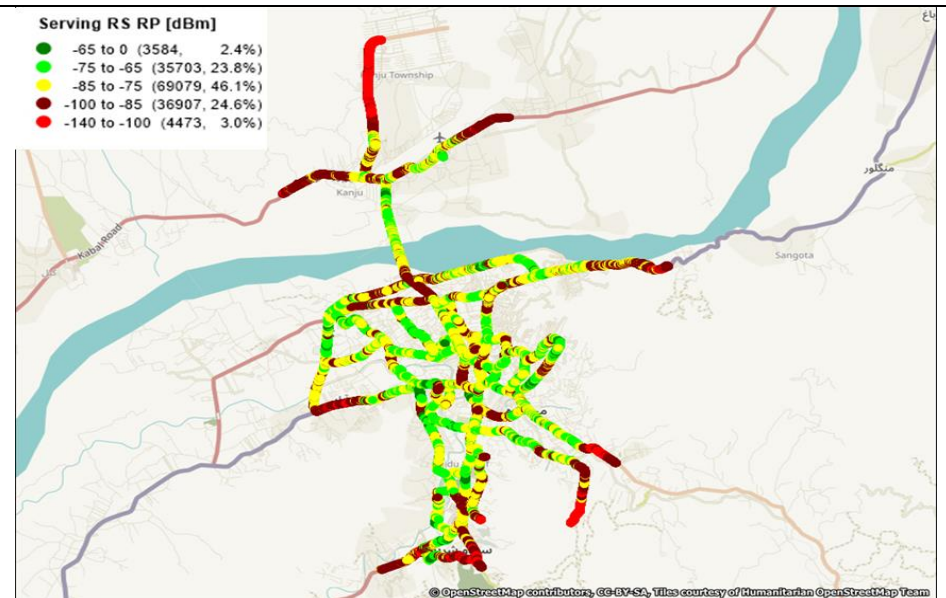 Serving RS RP [dBm]
-65 to 0 (3584, 2.4%)
-75 to -65 (35703, 23.8%)
-85 to -75 (69079, 46.1%)
-100 to -85 (36907, 24.6%)
-140 to -100 (4473, 3.0%)
باغ
Township
منگلور
Kanju
Kabal Road
Sangota
© OpenStreetMap contributors, CC-BY-SA, Tiles courtesy of Humanitarian OpenStreetMap Team